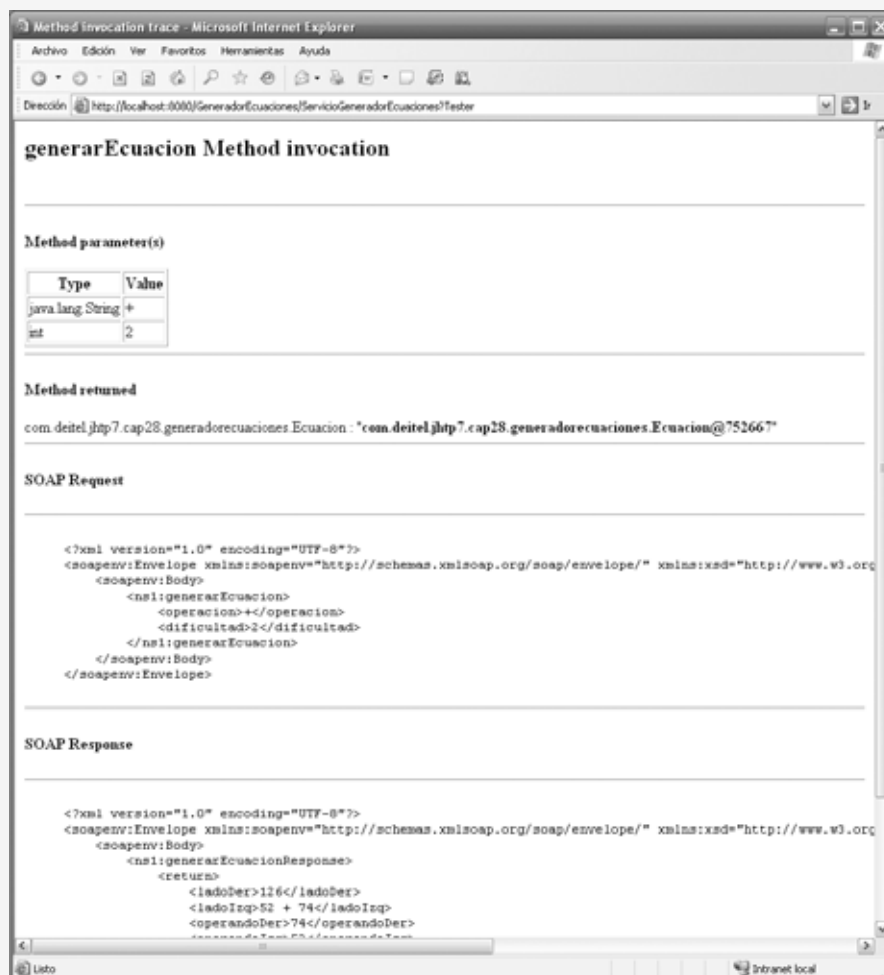 Method invocation trace - Microsoft Internet Explorer
Archivo Edición Ver Favoritos Herramientas Ayuda
Dirección http://localhost:8080/GeneradorEcuaciones/ServicioGeneradorEcuaciones?Tester Ir
generarEcuacion Method invocation
Method parameter(s)
Type Value
java.lang.String +
int 2
Method returned
com.deitel.jhtp7.cap28.generadorecuaciones.Ecuacion : "com.deitel.jhtp7.cap28.generadorecuaciones.Ecuacion@752667"
SOAP Request
<?xml version="1.0" encoding="UTF-8"?>
<soapenv:Envelope xmlns:soapenv="http://schemas.xmlsoap.org/soap/envelope/" xmlns:xsd="http://www.w3.org
<soapenv:Body>
<ns1:generarEcuacion>
<operacion>+</operacion>
<dificultad>2</dificultad>
</ns1:generarEcuacion>
</soapenv:Body>
</soapenv:Envelope>
SOAP Response
<?xml version="1.0" encoding="UTF-8"?>
<soapenv:Envelope xmlns:soapenv="http://schemas.xmlsoap.org/soap/envelope/" xmlns:xsd="http://www.w3.org
<soapenv:Body>
<ns1:generarEcuacionResponse>
<return>
<ladoDer>126</ladoDer>
<ladoIzq>52 + 74</ladoIzq>
<operandoDer>74</operandoDer>
Listo Intranet local